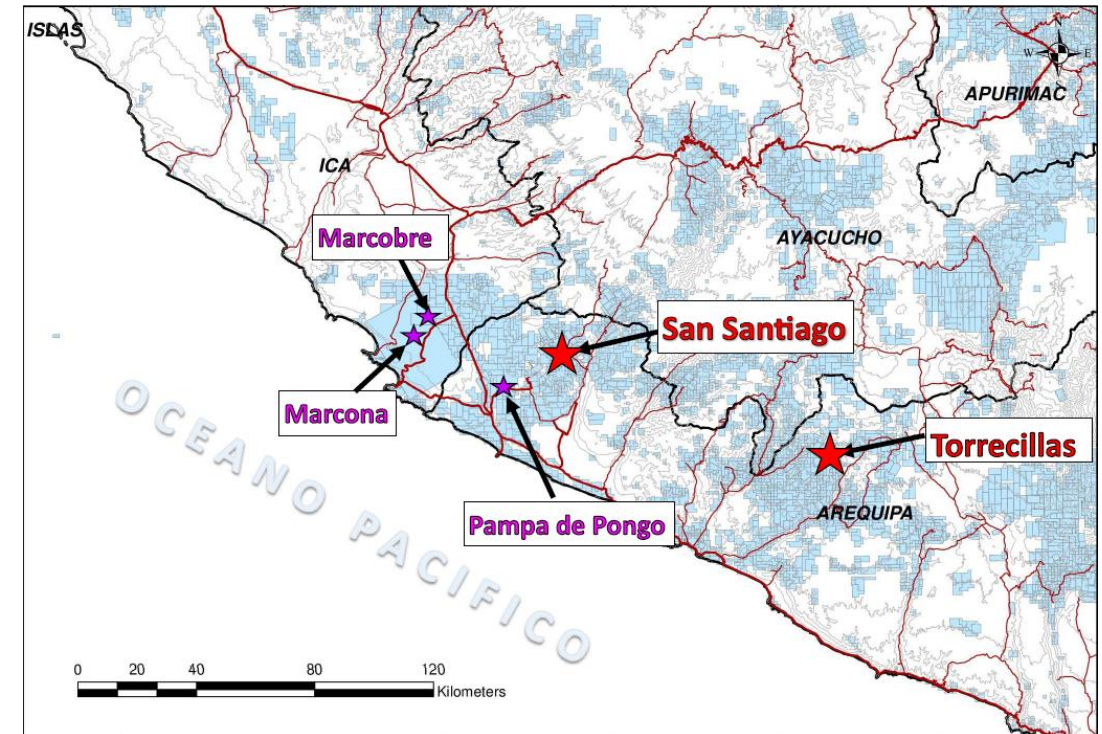 ISLAS
N
W
E
S
APURIMAC
ICA
Marcobre
AYACUCHO
San Santiago
Marcona
Torrecillas
Pampa de Pongo
AREQUIPA
OCEANO PACIFICO
0 20 40 80 120
Kilometers